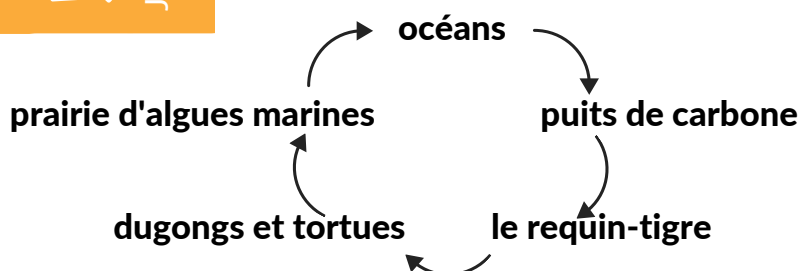 océans
prairie d'algues marines
puits de carbone
dugongs et tortues
le requin-tigre